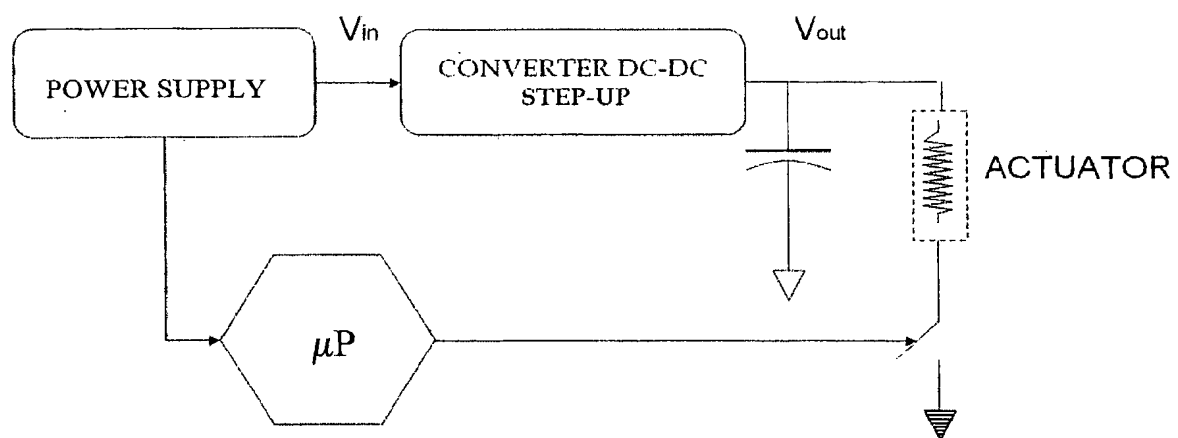 Vin
Vout
POWER SUPPLY
CONVERTER DC-DC
STEP-UP
ACTUATOR
μP